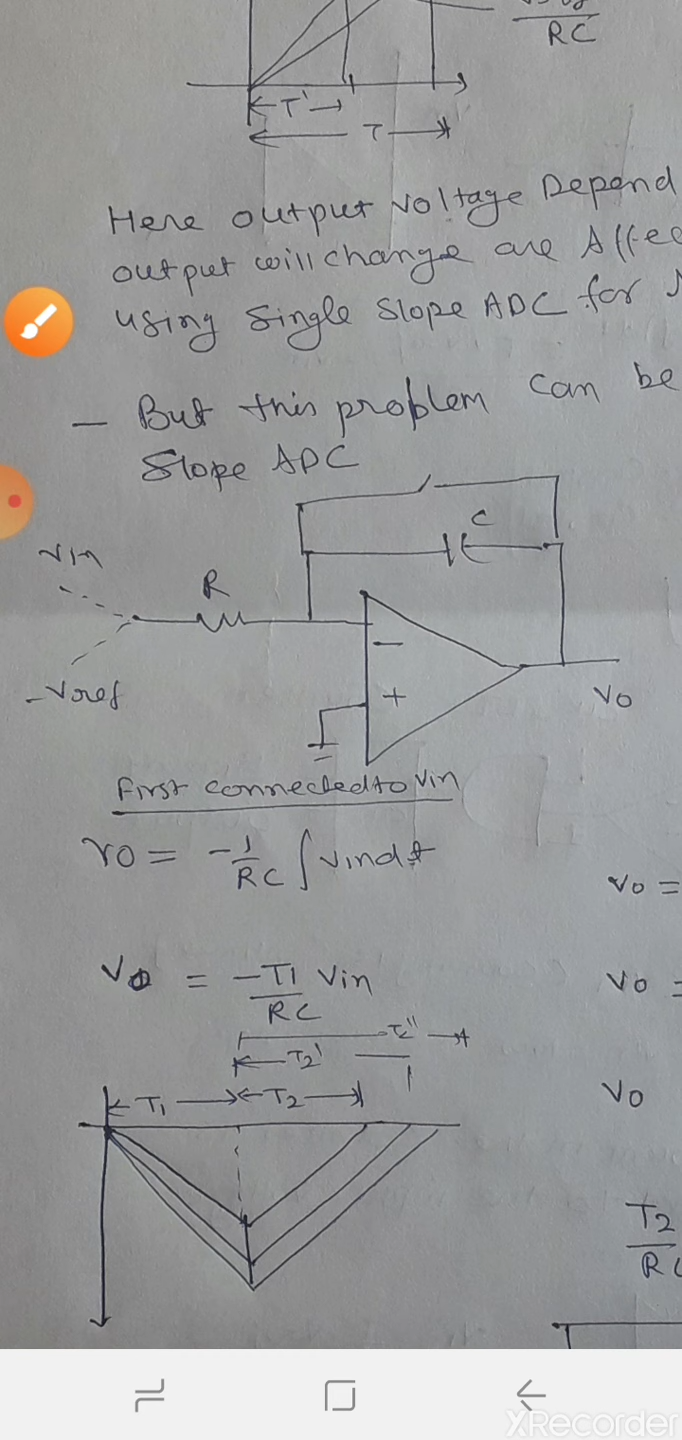 RC
T'
T
Here output voltage Depend
output will change are Affec
using Single Slope ADC for
— But this problem can be
Slope ADC
C
Vin
R
-Vref
−
+
Vo
First connected to Vin
vo = -1/RC ∫ vin dt
vo =
Vo = -T1/RC Vin
vo =
T2''
T2'
T1
T2
Vo
T2
RC
XRecorder